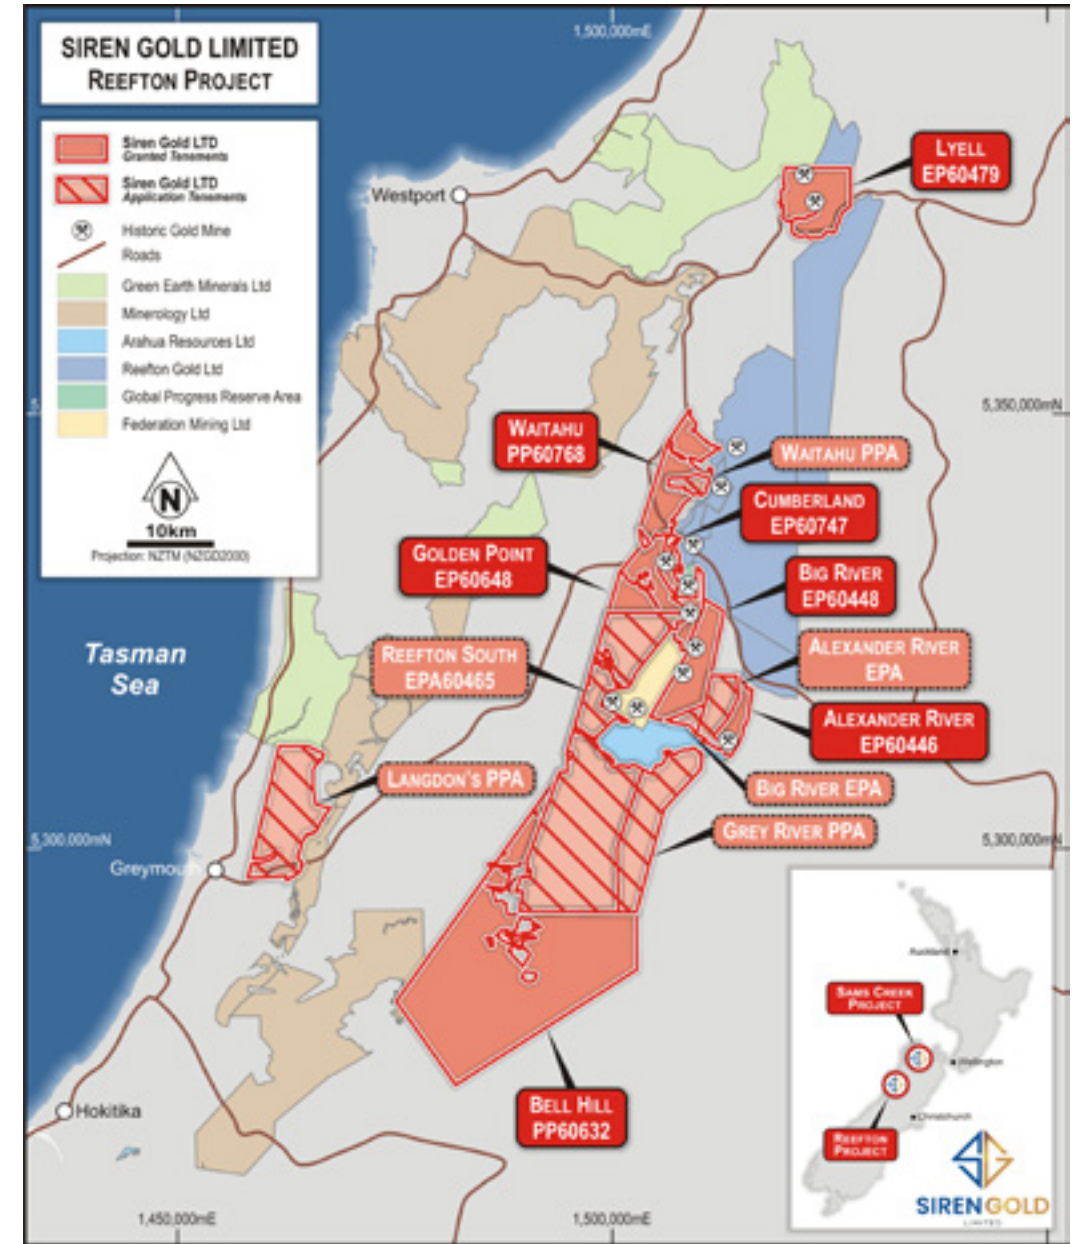 SIREN GOLD LIMITED
REEFTON PROJECT
Siren Gold LTD
Granted Tenements
Siren Gold LTD
Application Tenements
Historic Gold Mine
Roads
Green Earth Minerals Ltd
Minerology Ltd
Arahua Resources Ltd
Reefton Gold Ltd
Global Progress Reserve Area
Federation Mining Ltd
N
10km
Projection: NZTM (NZGD2000)
1,500,000mE
Westport
LYELL
EP60479
5,350,000mN
WAITAHU
PP60768
WAITAHU PPA
CUMBERLAND
EP60747
GOLDEN POINT
EP60648
BIG RIVER
EP60448
Tasman
Sea
REEFTON SOUTH
EPA60465
ALEXANDER RIVER
EPA
ALEXANDER RIVER
EP60446
LANGDON'S PPA
BIG RIVER EPA
GREY RIVER PPA
5,300,000mN
5,300,000mN
Greymouth
Hokitika
BELL HILL
PP60632
Auckland
SAMS CREEK
PROJECT
Wellington
Christchurch
REEFTON
PROJECT
SG
SIREN GOLD
LIMITED
1,450,000mE
1,500,000mE